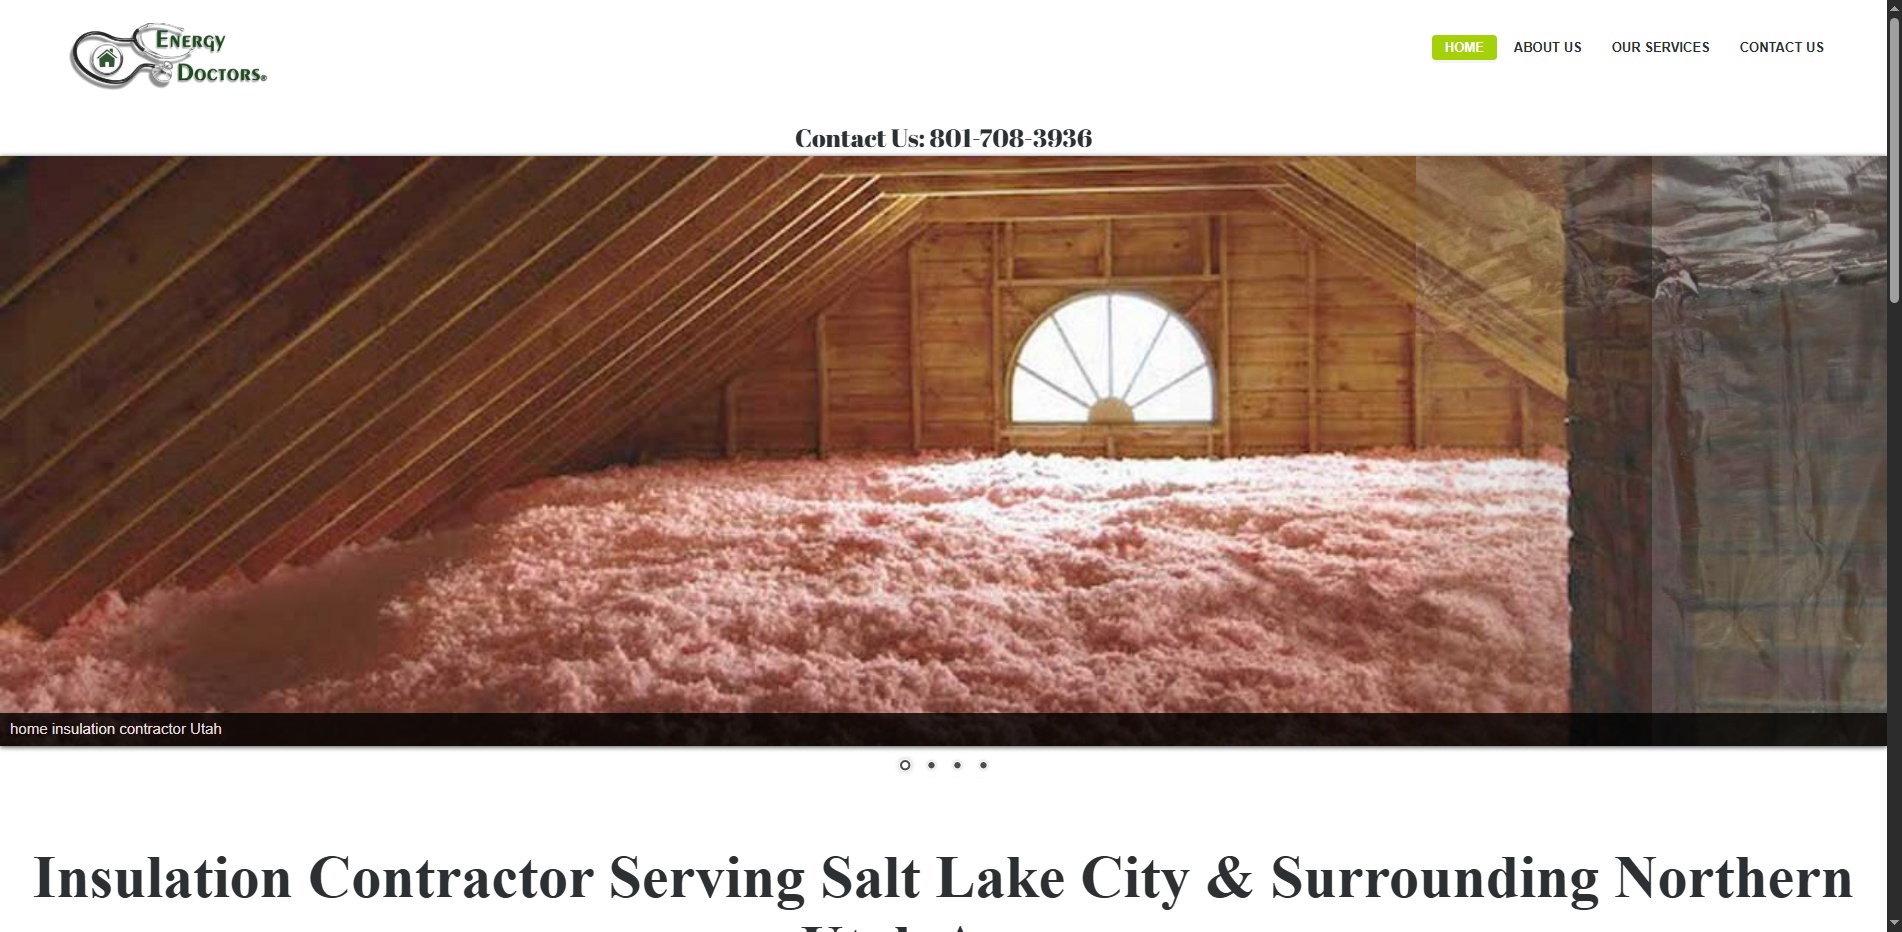 ENERGY
DOCTORS®
HOME
ABOUT US
OUR SERVICES
CONTACT US
Contact Us: 801-708-3936
home insulation contractor Utah
Insulation Contractor Serving Salt Lake City & Surrounding Northern
Utah